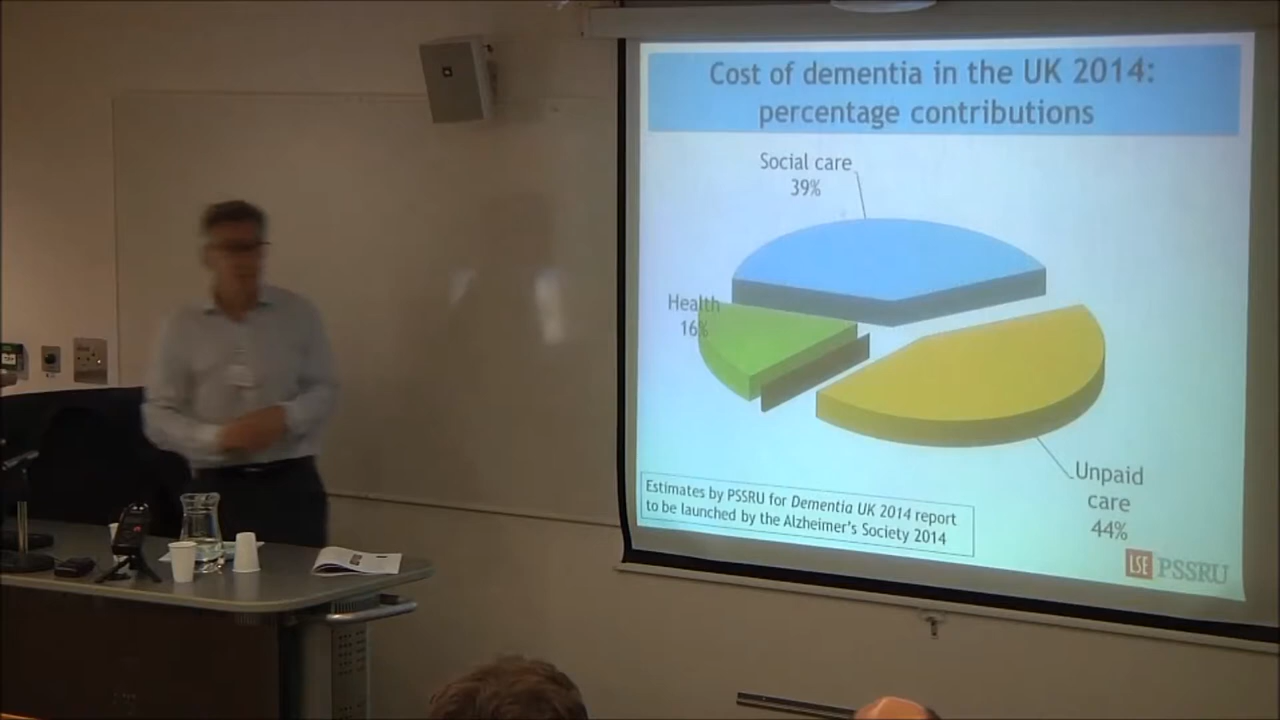 Cost of dementia in the UK 2014:
percentage contributions
Social care
39%
Health
16%
Unpaid
care
44%
Estimates by PSSRU for Dementia UK 2014 report
to be launched by the Alzheimer's Society 2014
LSE PSSRU